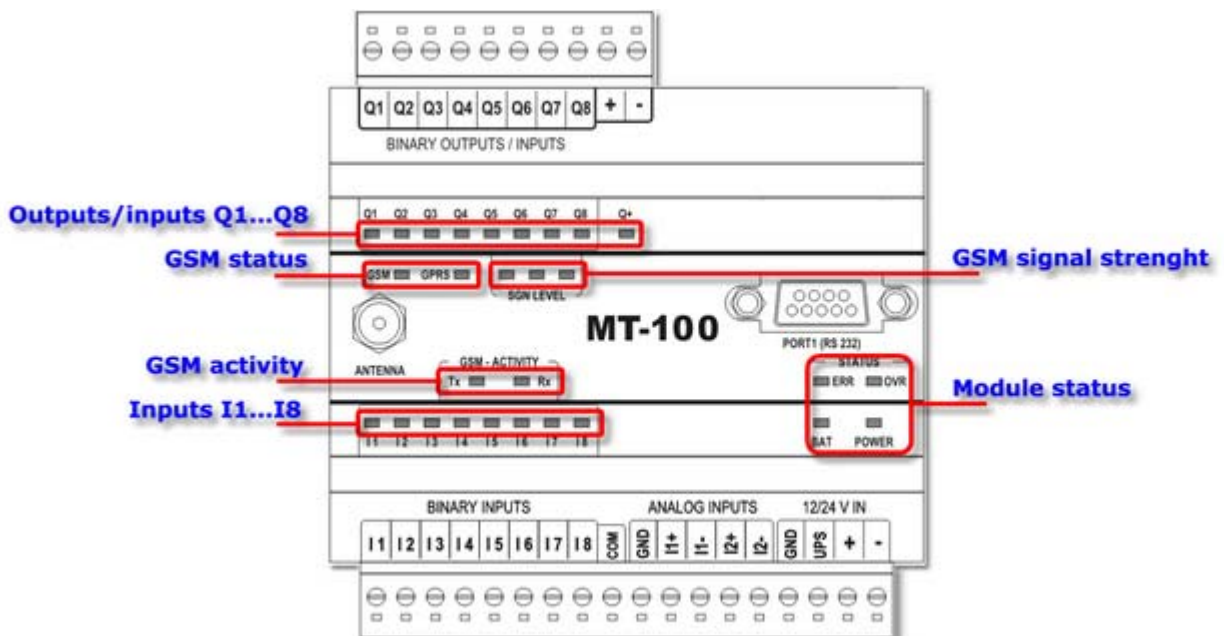 Q1 Q2 Q3 Q4 Q5 Q6 Q7 Q8 + -
BINARY OUTPUTS / INPUTS
Outputs/inputs Q1...Q8
Q1 Q2 Q3 Q4 Q5 Q6 Q7 Q8 Q+
GSM status
GSM GPRS
SGN LEVEL
GSM signal strenght
MT-100
PORT1 (RS 232)
ANTENNA
GSM activity
GSM - ACTIVITY
Tx Rx
STATUS
ERR OVR
BAT POWER
Module status
Inputs I1...I8
I1 I2 I3 I4 I5 I6 I7 I8
BINARY INPUTS
ANALOG INPUTS
12/24 V IN
I1 I2 I3 I4 I5 I6 I7 I8 COM GND I1+ I1- I2+ I2- GND UPS + -